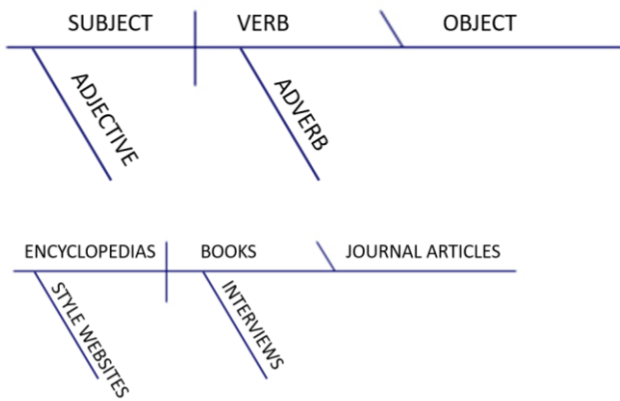 SUBJECT VERB OBJECT
ADJECTIVE ADVERB
ENCYCLOPEDIAS BOOKS JOURNAL ARTICLES
STYLE WEBSITES INTERVIEWS